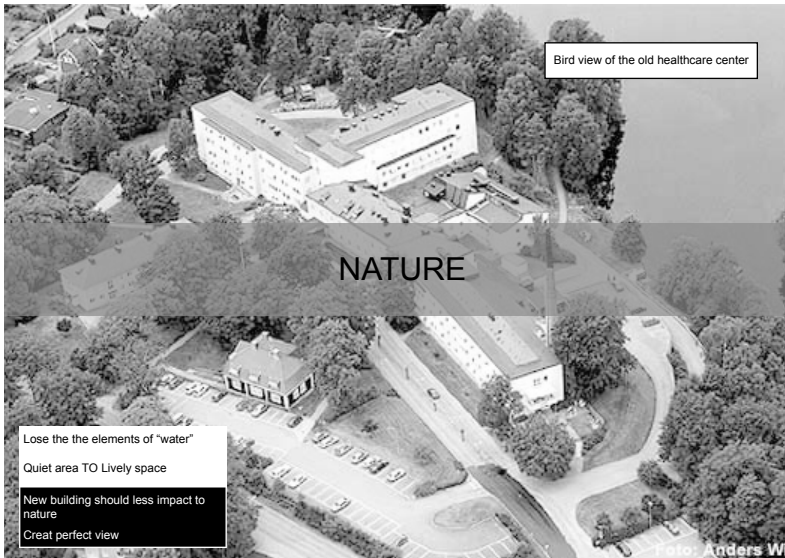 Bird view of the old healthcare center
NATURE
Lose the the elements of “water”
Quiet area TO Lively space
New building should less impact to
nature
Creat perfect view
Foto: Anders W